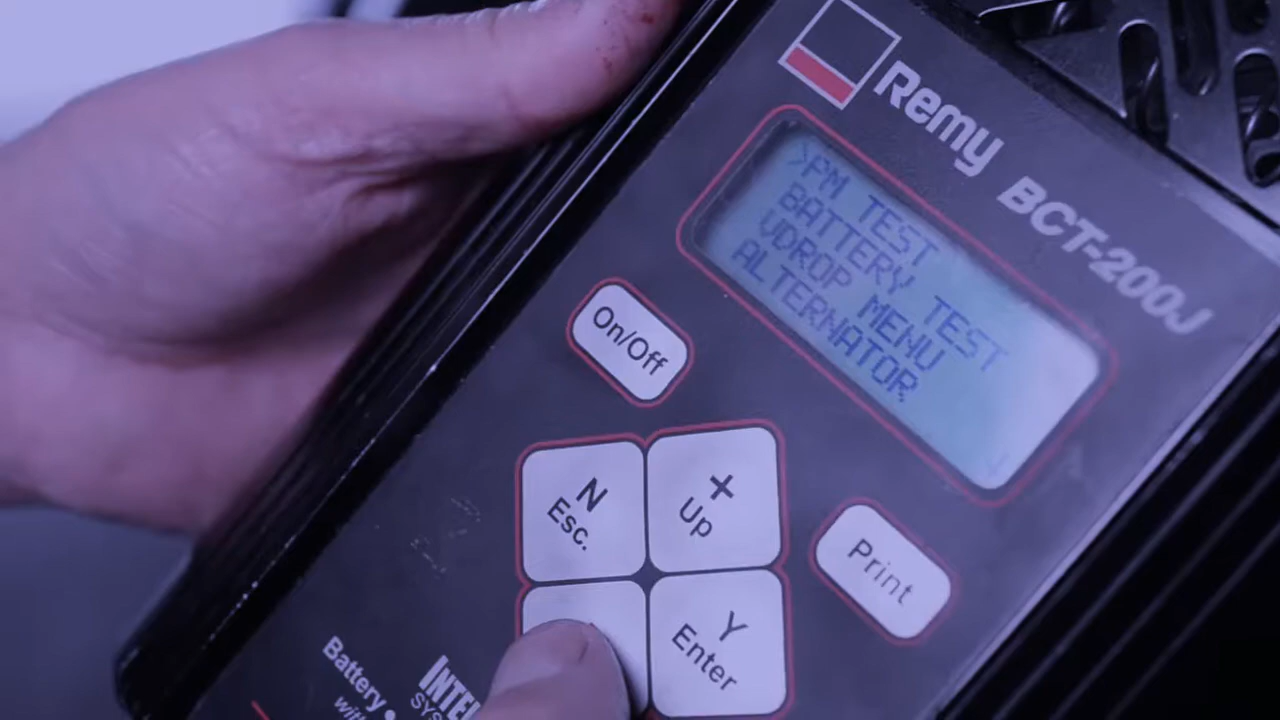 Remy BCT-200J
>PM TEST
BATTERY TEST
VDROP MENU
ALTERNATOR
On/Off
N
Esc.
+
Up
Print
Y
Enter
Battery •